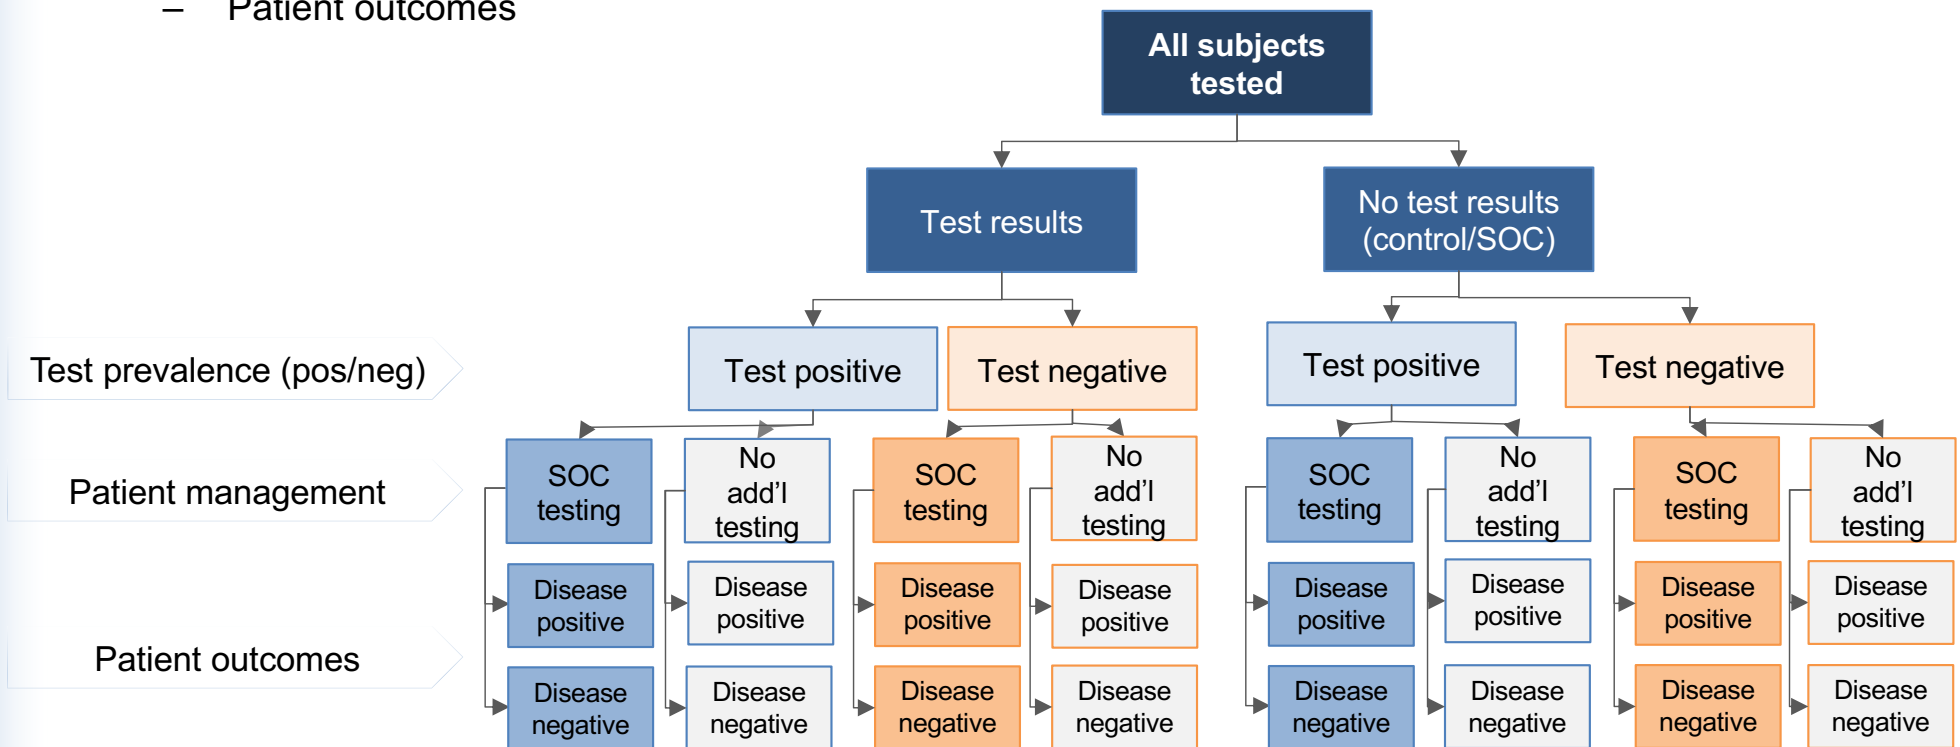 – Patient outcomes
All subjects
tested
Test results
No test results
(control/SOC)
Test prevalence (pos/neg)
Test positive
Test negative
Test positive
Test negative
Patient management
SOC
testing
No
add’l
testing
SOC
testing
No
add’l
testing
SOC
testing
No
add’l
testing
SOC
testing
No
add’l
testing
Patient outcomes
Disease
positive
Disease
positive
Disease
positive
Disease
positive
Disease
positive
Disease
positive
Disease
positive
Disease
positive
Disease
negative
Disease
negative
Disease
negative
Disease
negative
Disease
negative
Disease
negative
Disease
negative
Disease
negative